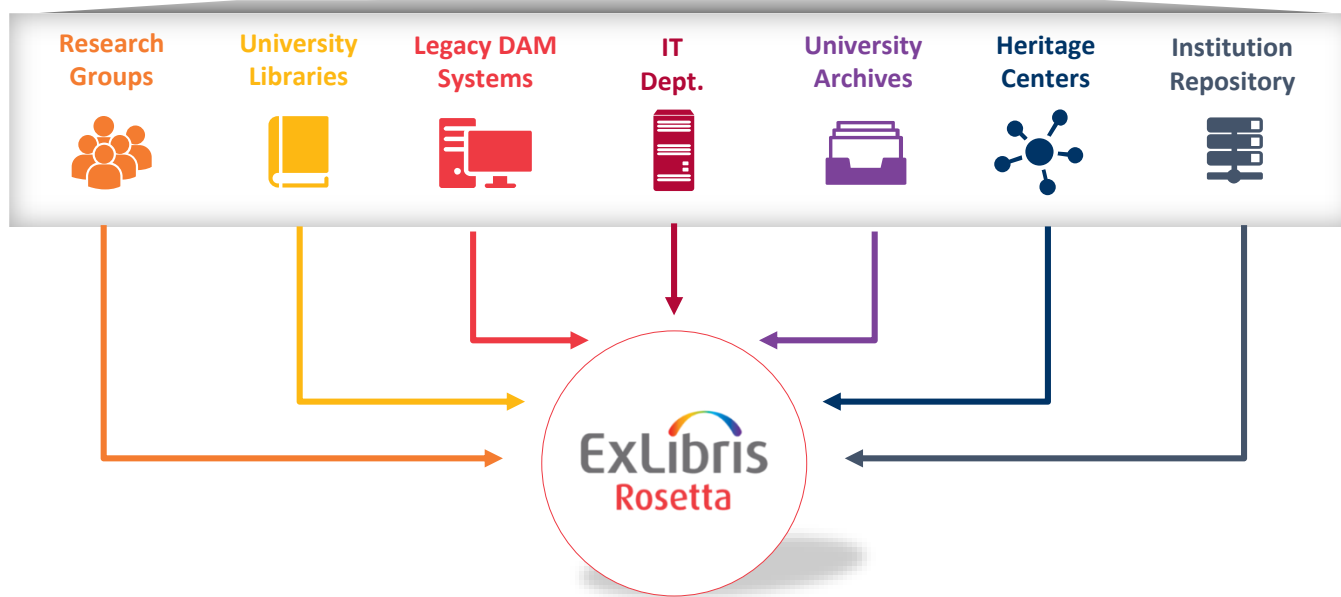 Research
Groups
University
Libraries
Legacy DAM
Systems
IT
Dept.
University
Archives
Heritage
Centers
Institution
Repository
ExLibris
Rosetta